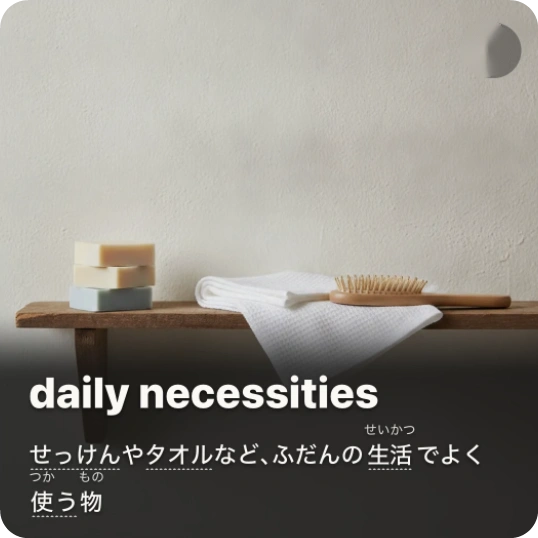 daily necessities
せいかつ
せっけんやタオルなど、ふだんの生活でよく
つか もの
使う物